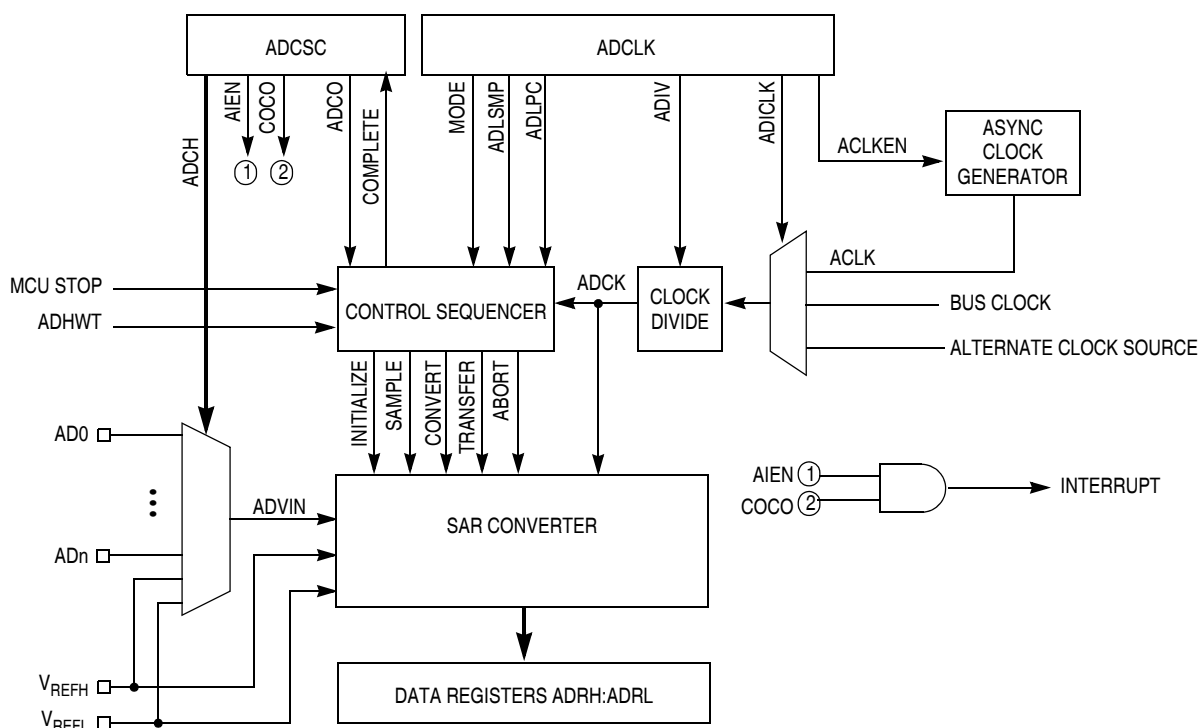 ADCSC
ADCLK
ADCH
AIEN
COCO
ADCO
COMPLETE
MODE
ADLSMP
ADLPC
ADIV
ADICLK
ACLKEN
ASYNC
CLOCK
GENERATOR
1
2
MCU STOP
ADHWT
CONTROL SEQUENCER
ADCK
CLOCK
DIVIDE
ACLK
BUS CLOCK
ALTERNATE CLOCK SOURCE
INITIALIZE
SAMPLE
CONVERT
TRANSFER
ABORT
AD0
•••
ADn
ADVIN
SAR CONVERTER
AIEN 1
COCO 2
INTERRUPT
VREFH
VREFL
DATA REGISTERS ADRH:ADRL